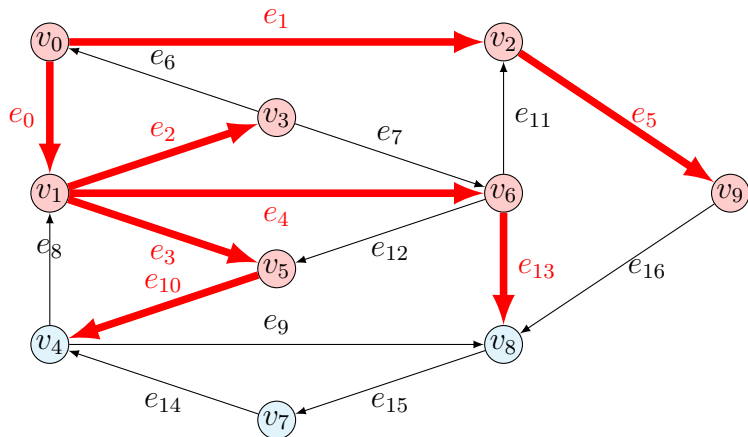 e₁
v₀
v₂
e₆
e₀
e₂
v₃
e₇
e₁₁
e₅
v₁
e₄
v₆
v₉
e₃
e₈
e₁₂
e₁₀
v₅
e₁₃
e₁₆
v₄
e₉
v₈
e₁₄
v₇
e₁₅